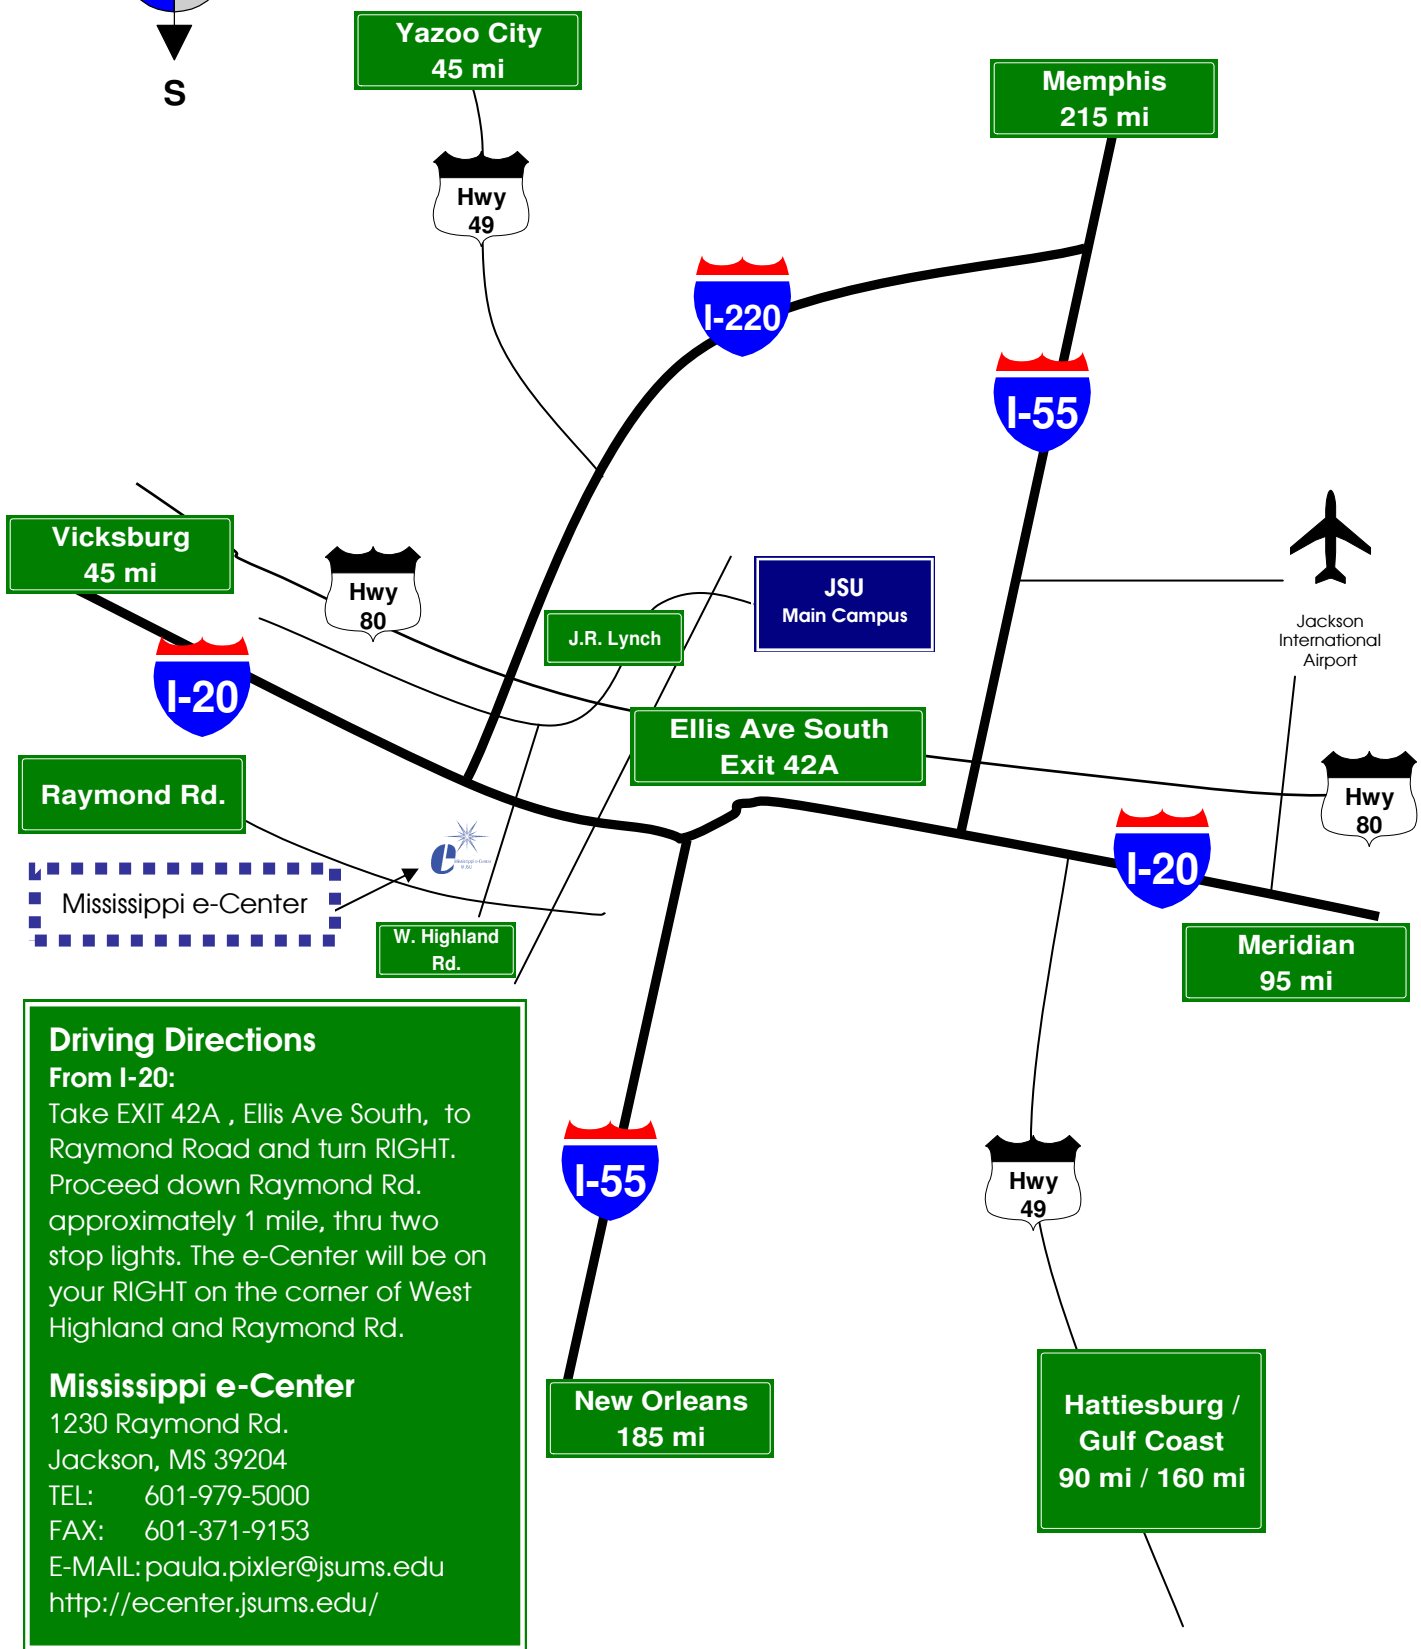 S
Yazoo City
45 mi
Memphis
215 mi
Hwy
49
I-220
I-55
Vicksburg
45 mi
Hwy
80
J.R. Lynch
JSU
Main Campus
Jackson
International
Airport
I-20
Ellis Ave South
Exit 42A
Raymond Rd.
Hwy
80
I-20
Mississippi e-Center
e
Mississippi e-Center
@ JSU
W. Highland
Rd.
Meridian
95 mi
Driving Directions
From I-20:
Take EXIT 42A , Ellis Ave South, to
Raymond Road and turn RIGHT.
Proceed down Raymond Rd.
approximately 1 mile, thru two
stop lights. The e-Center will be on
your RIGHT on the corner of West
Highland and Raymond Rd.
Mississippi e-Center
1230 Raymond Rd.
Jackson, MS 39204
TEL: 601-979-5000
FAX: 601-371-9153
E-MAIL: paula.pixler@jsums.edu
http://ecenter.jsums.edu/
I-55
Hwy
49
New Orleans
185 mi
Hattiesburg /
Gulf Coast
90 mi / 160 mi